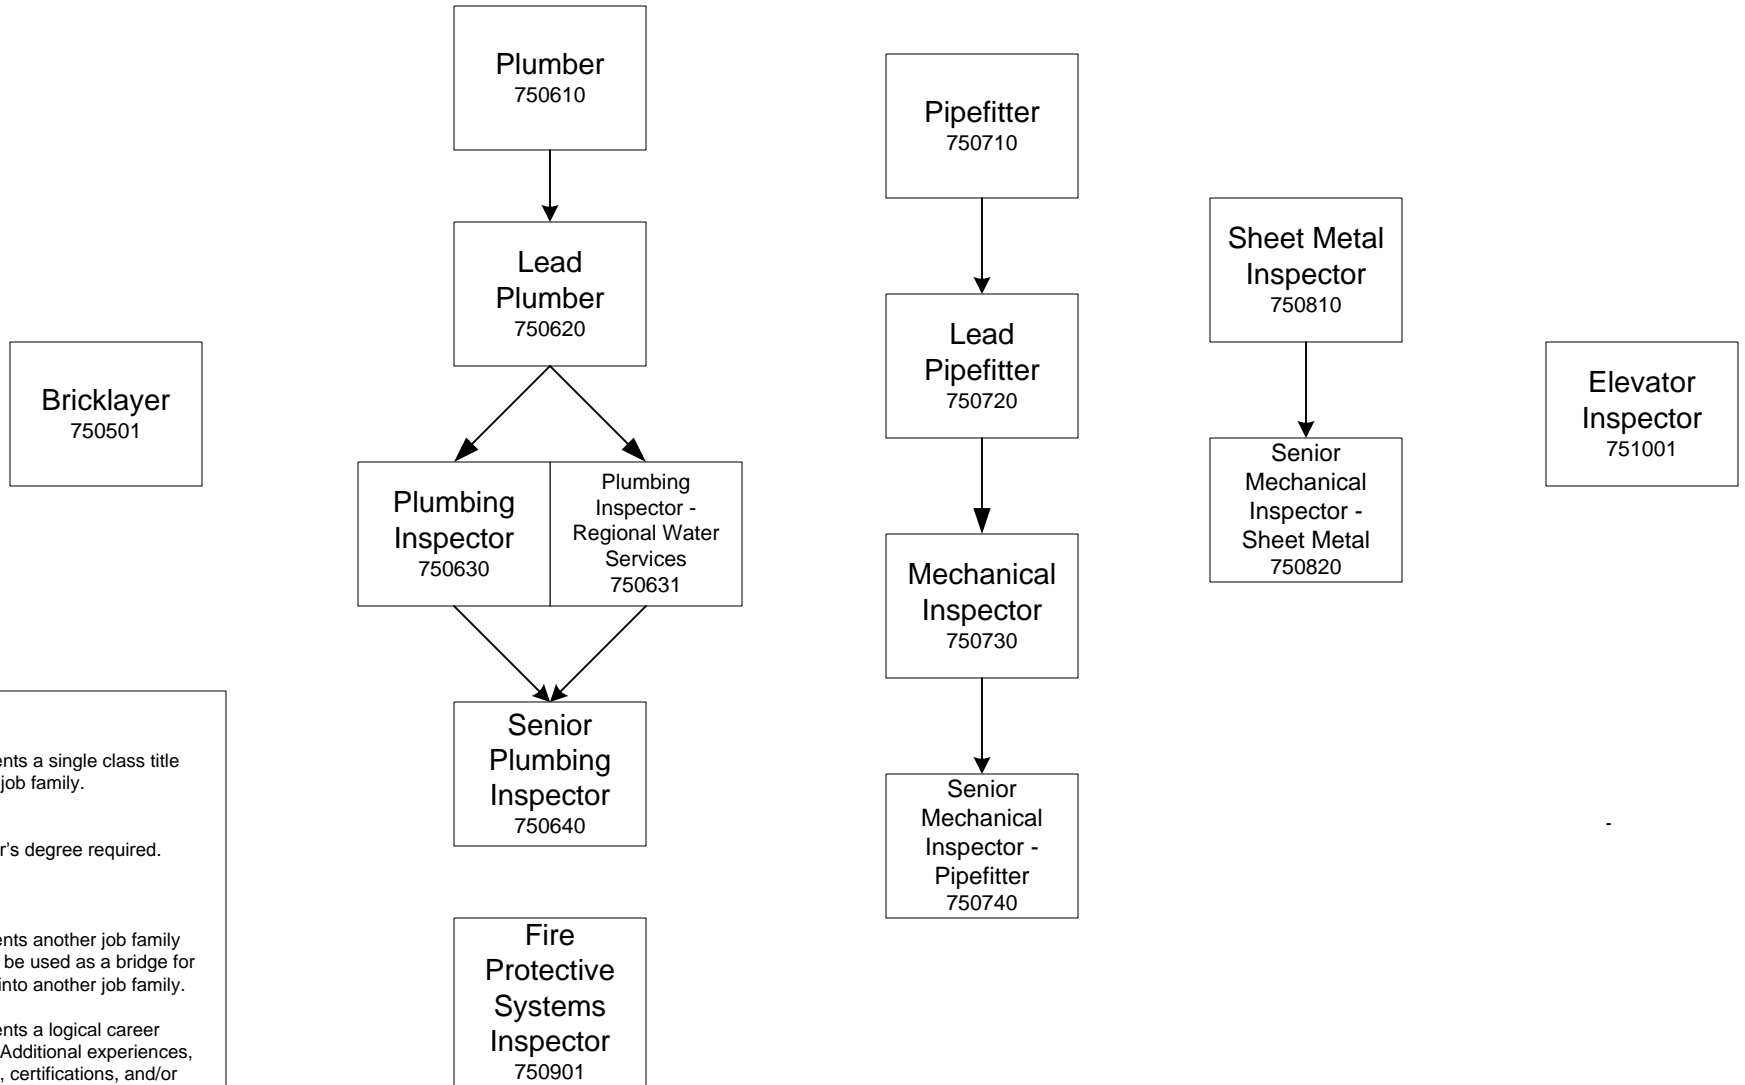 Plumber
750610
Lead
Plumber
750620
Plumbing
Inspector
750630
Plumbing
Inspector -
Regional Water
Services
750631
Senior
Plumbing
Inspector
750640
Fire
Protective
Systems
Inspector
750901
Pipefitter
750710
Lead
Pipefitter
750720
Mechanical
Inspector
750730
Senior
Mechanical
Inspector -
Pipefitter
750740
Sheet Metal
Inspector
750810
Senior
Mechanical
Inspector -
Sheet Metal
750820
Bricklayer
750501
Elevator
Inspector
751001
-
a single class title
job family.
degree required.
another job family
be used as a bridge for
into another job family.
a logical career
Additional experiences,
, certifications, and/or